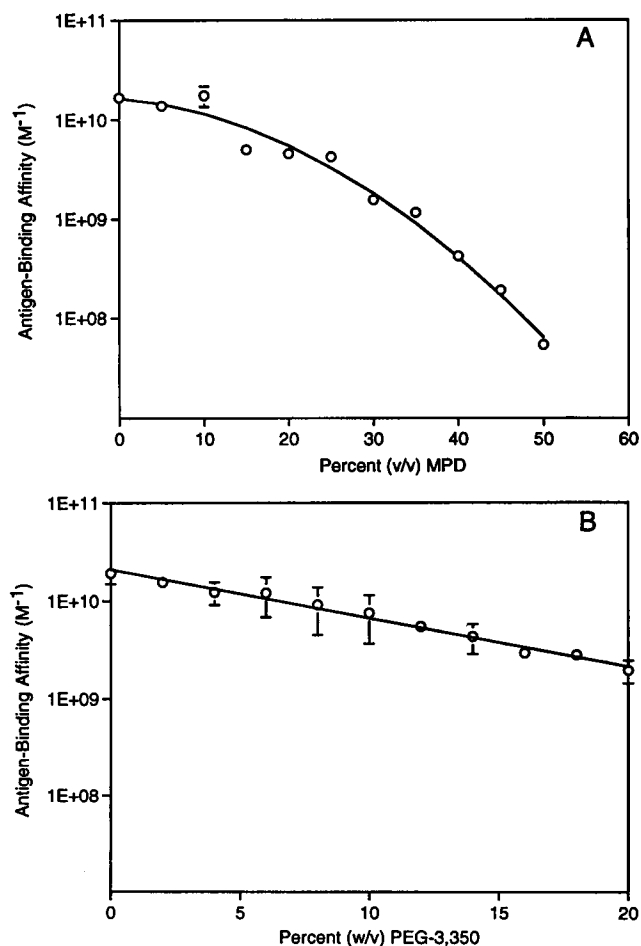 A
Antigen-Binding Affinity (M⁻¹)
1E+11
1E+10
1E+09
1E+08
0 10 20 30 40 50 60
Percent (v/v) MPD
B
Antigen-Binding Affinity (M⁻¹)
1E+11
1E+10
1E+09
1E+08
0 5 10 15 20
Percent (w/v) PEG-3,350